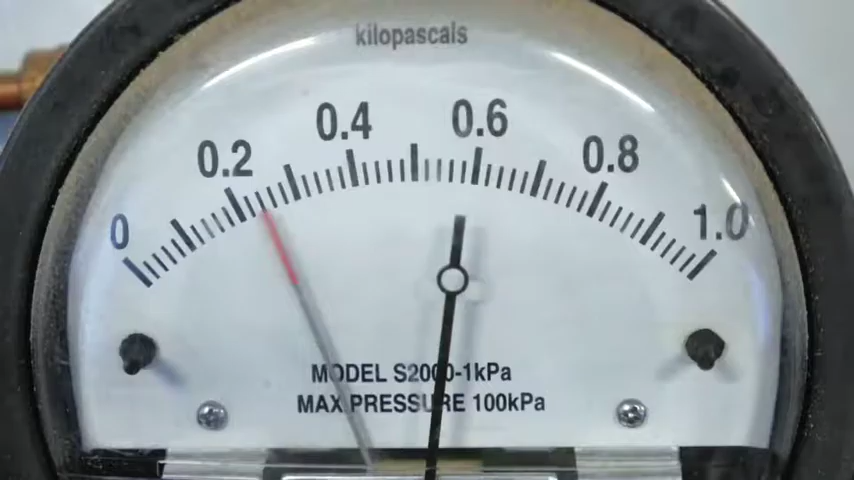 kilopascals
0 0.2 0.4 0.6 0.8 1.0
MODEL S2000-1kPa
MAX PRESSURE 100kPa